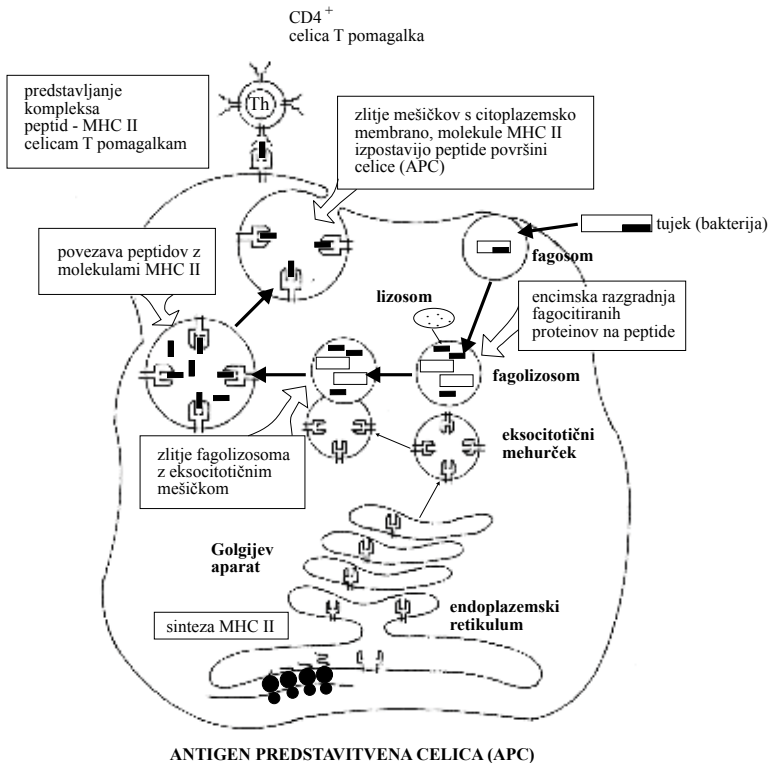 CD4+
celica T pomagalka
predstavljanje
kompleksa
peptid - MHC II
celicam T pomagalkam
Th
zlitje mešičkov s citoplazemsko
membrano, molekule MHC II
izpostavijo peptide površini
celice (APC)
tujek (bakterija)
fagosom
povezava peptidov z
molekulami MHC II
lizosom
encimska razgradnja
fagocitiranih
proteinov na peptide
fagolizosom
zlitje fagolizosoma
z eksocitotičnim
mešičkom
eksocitotični
mehurček
Golgijev
aparat
endoplazemski
retikulum
sinteza MHC II
ANTIGEN PREDSTAVITVENA CELICA (APC)